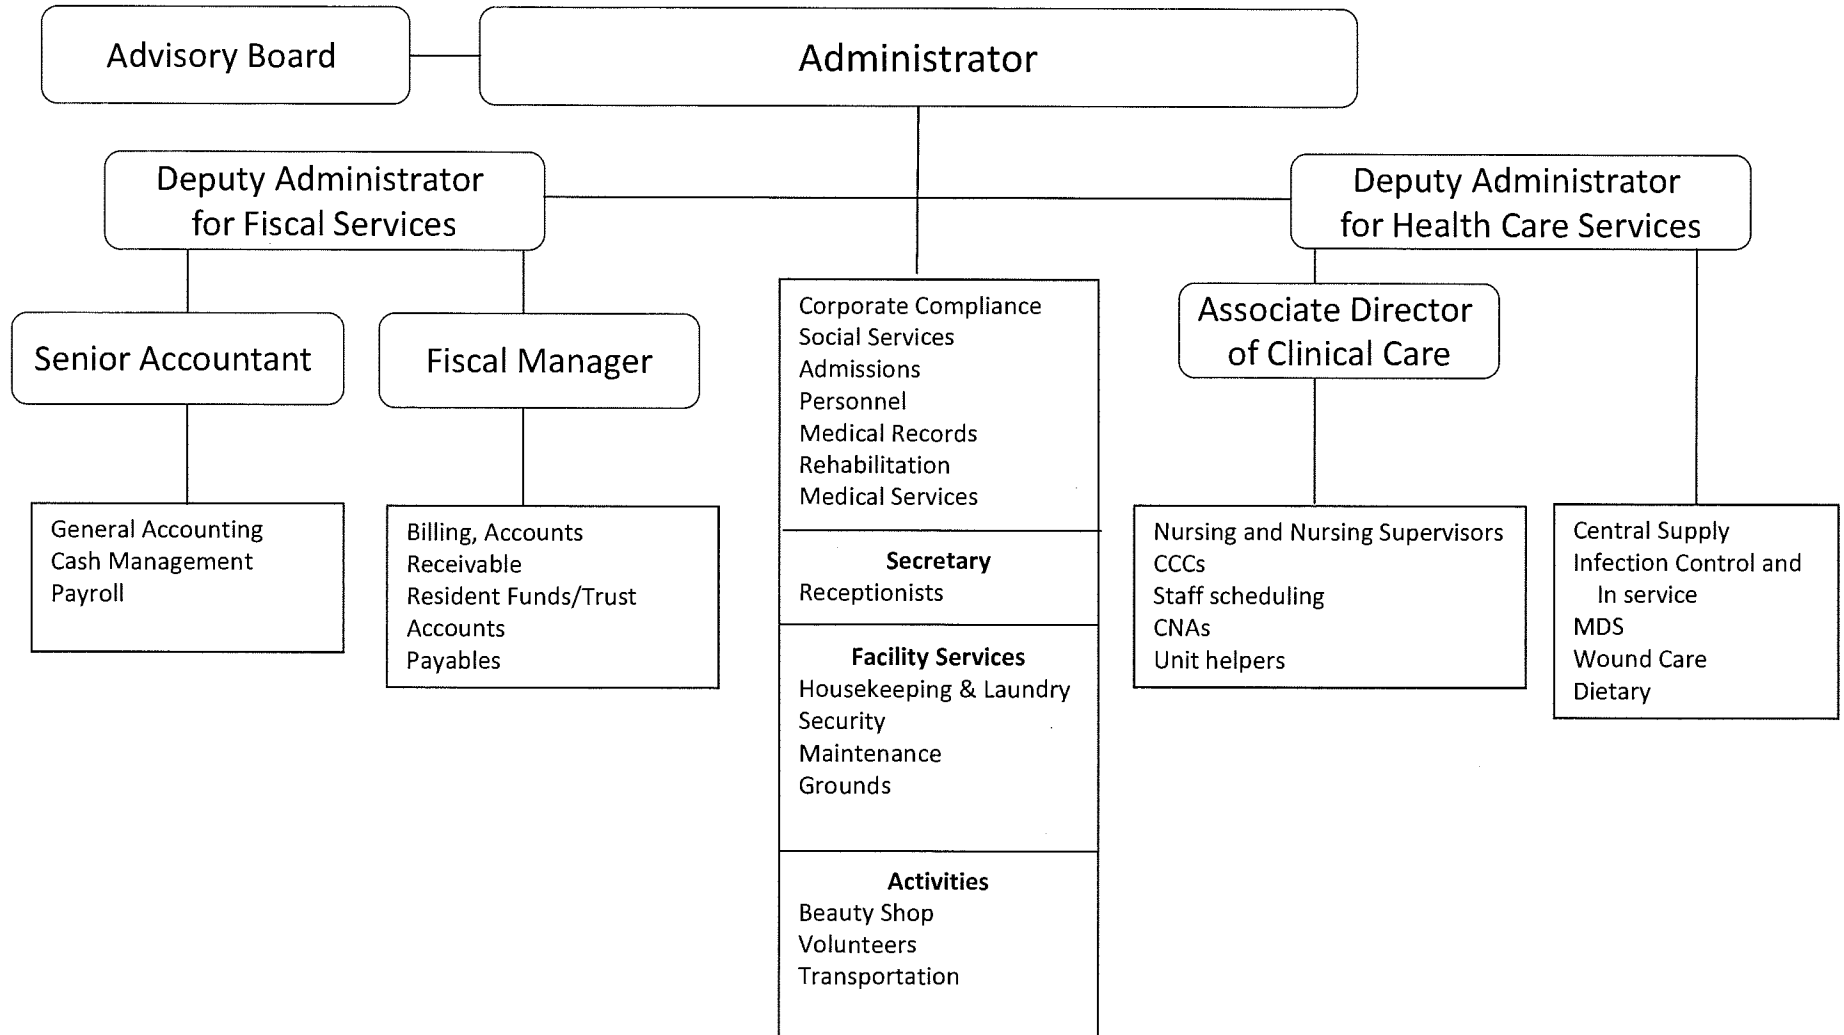 Advisory Board
Administrator
Deputy Administrator
for Fiscal Services
Deputy Administrator
for Health Care Services
Senior Accountant
Fiscal Manager
Associate Director
of Clinical Care
General Accounting
Cash Management
Payroll
Billing, Accounts
Receivable
Resident Funds/Trust
Accounts
Payables
Corporate Compliance
Social Services
Admissions
Personnel
Medical Records
Rehabilitation
Medical Services
Secretary
Receptionists
Facility Services
Housekeeping & Laundry
Security
Maintenance
Grounds
Activities
Beauty Shop
Volunteers
Transportation
Nursing and Nursing Supervisors
CCCs
Staff scheduling
CNAs
Unit helpers
Central Supply
Infection Control and
In service
MDS
Wound Care
Dietary